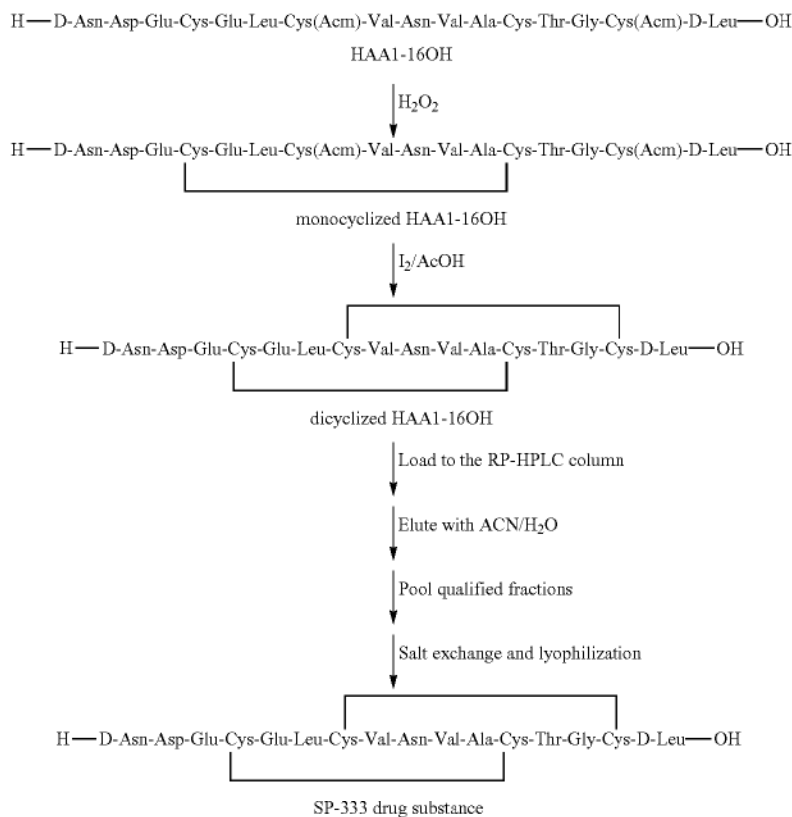 H—D-Asn-Asp-Glu-Cys-Glu-Leu-Cys(Acm)-Val-Asn-Val-Ala-Cys-Thr-Gly-Cys(Acm)-D-Leu—OH
HAA1-16OH
H₂O₂
H—D-Asn-Asp-Glu-Cys-Glu-Leu-Cys(Acm)-Val-Asn-Val-Ala-Cys-Thr-Gly-Cys(Acm)-D-Leu—OH
monocyclized HAA1-16OH
I₂/AcOH
H—D-Asn-Asp-Glu-Cys-Glu-Leu-Cys-Val-Asn-Val-Ala-Cys-Thr-Gly-Cys-D-Leu—OH
dicyclized HAA1-16OH
Load to the RP-HPLC column
Elute with ACN/H₂O
Pool qualified fractions
Salt exchange and lyophilization
H—D-Asn-Asp-Glu-Cys-Glu-Leu-Cys-Val-Asn-Val-Ala-Cys-Thr-Gly-Cys-D-Leu—OH
SP-333 drug substance